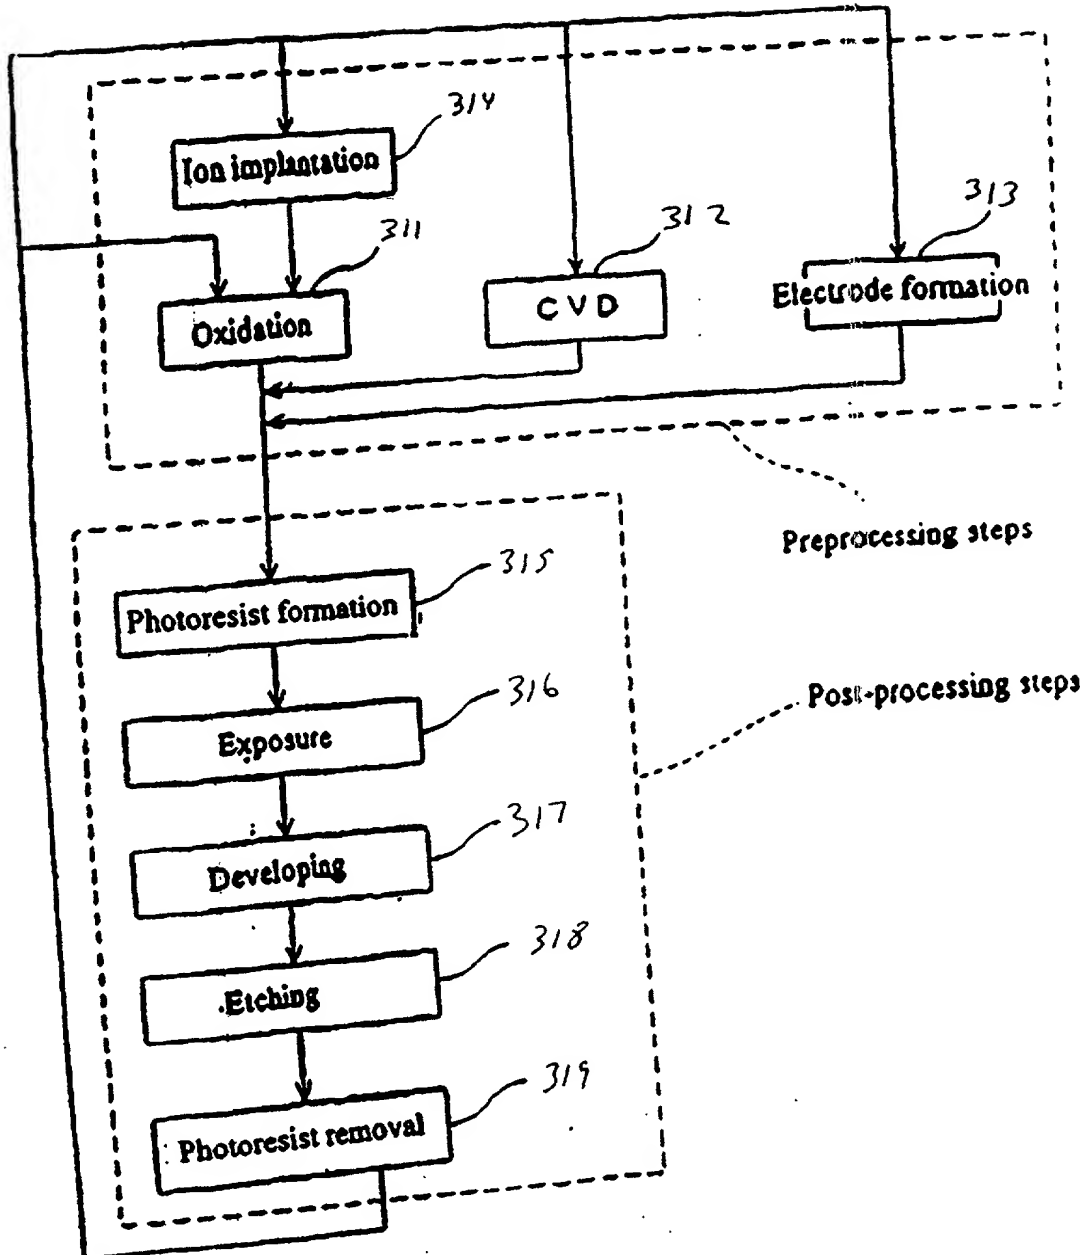 314
Ion implantation
311
312
313
Oxidation
CVD
Electrode formation
Preprocessing steps
315
Photoresist formation
316
Post-processing steps
Exposure
317
Developing
318
Etching
319
Photoresist removal